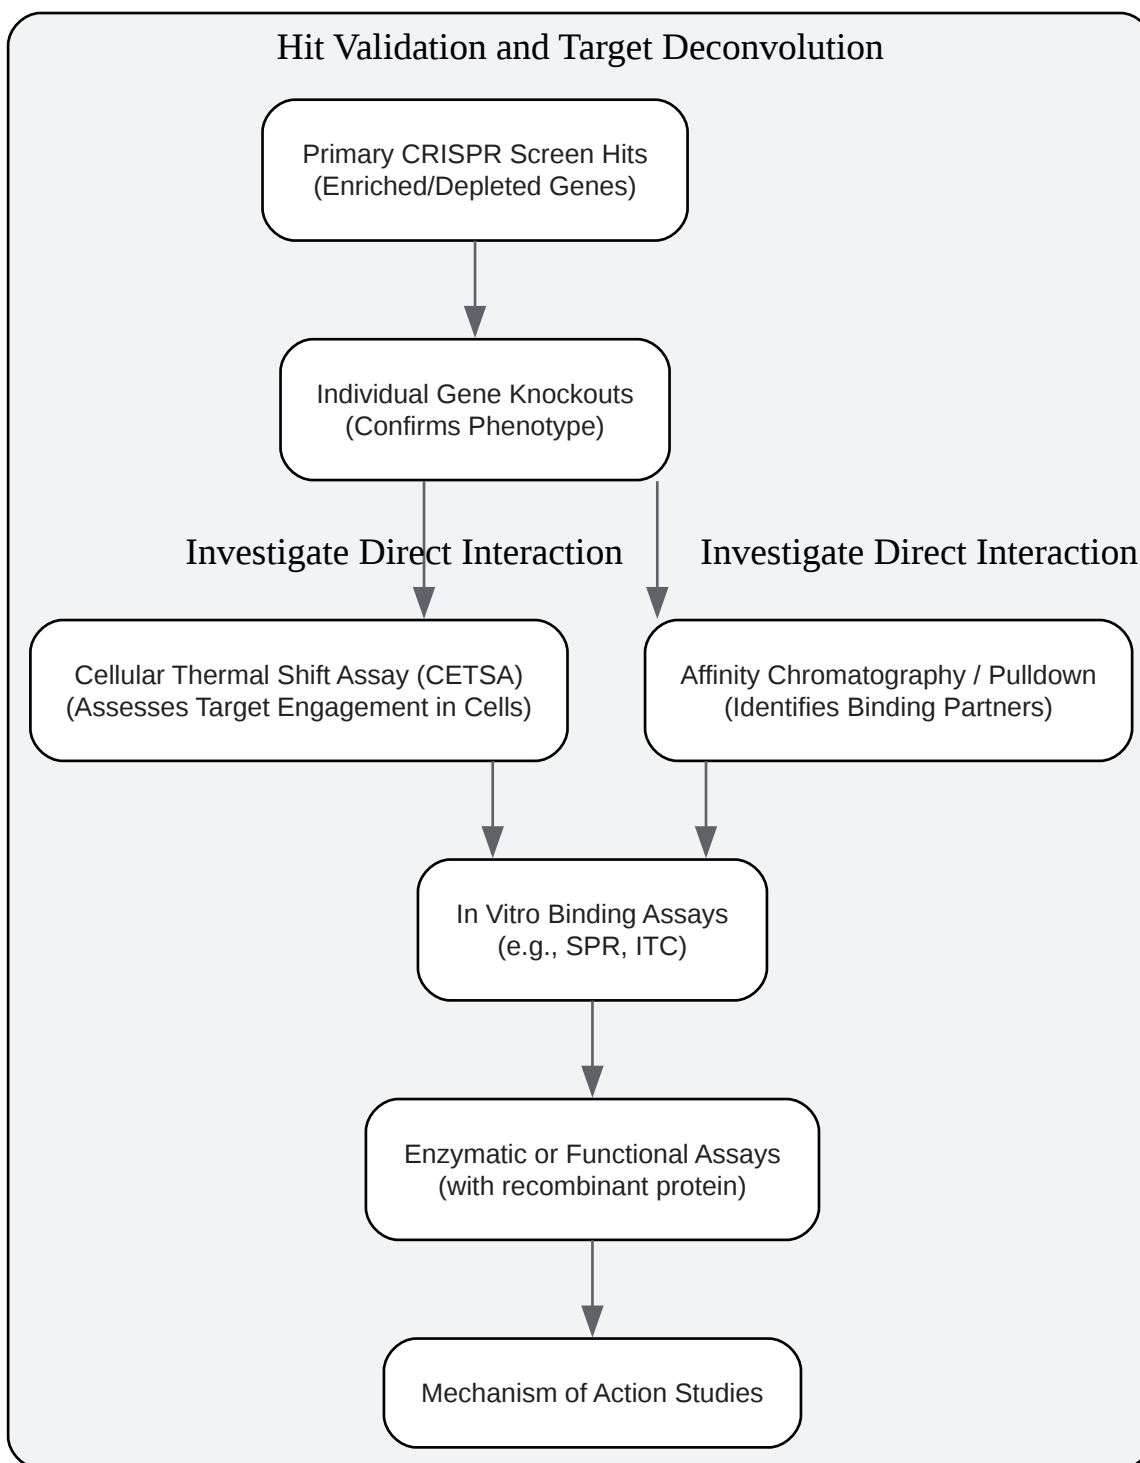 Hit Validation and Target Deconvolution
Primary CRISPR Screen Hits
(Enriched/Depleted Genes)
Individual Gene Knockouts
(Confirms Phenotype)
Investigate Direct Interaction
Investigate Direct Interaction
Cellular Thermal Shift Assay (CETSA)
(Assesses Target Engagement in Cells)
Affinity Chromatography / Pulldown
(Identifies Binding Partners)
In Vitro Binding Assays
(e.g., SPR, ITC)
Enzymatic or Functional Assays
(with recombinant protein)
Mechanism of Action Studies